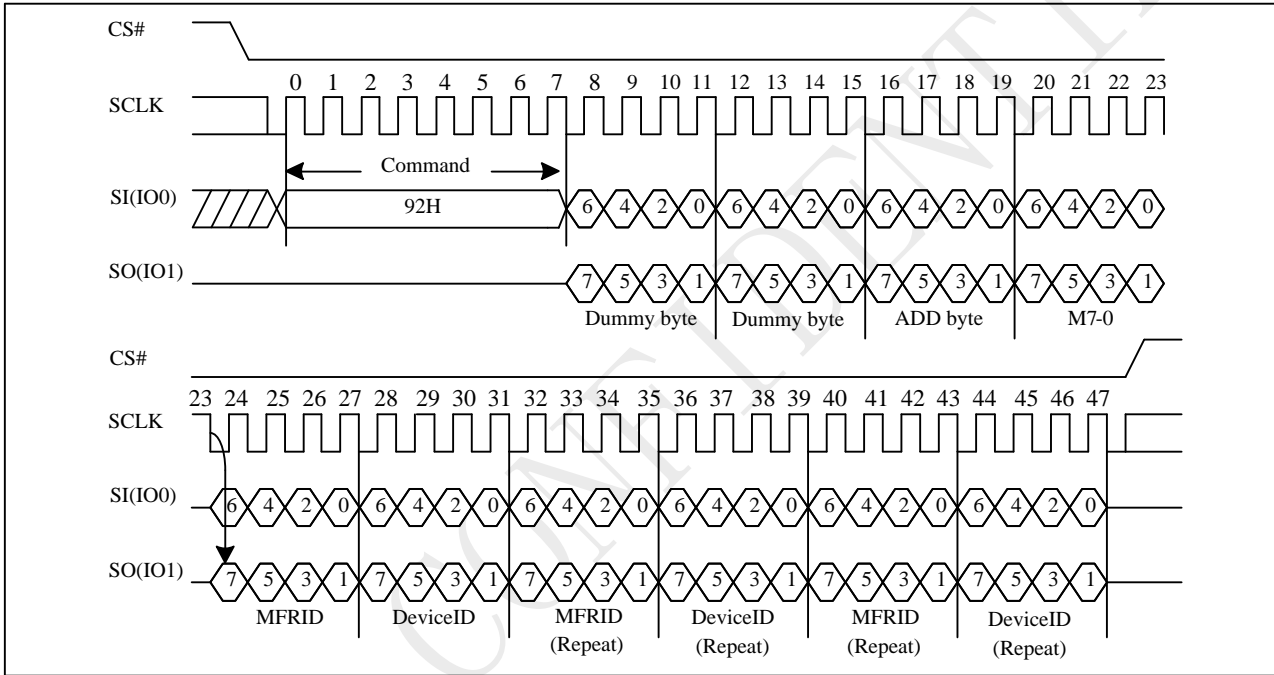 CS#
0 1 2 3 4 5 6 7 8 9 10 11 12 13 14 15 16 17 18 19 20 21 22 23
SCLK
Command
SI(IO0) 92H 6 4 2 0 6 4 2 0 6 4 2 0 6 4 2 0
SO(IO1) 7 5 3 1 7 5 3 1 7 5 3 1 7 5 3 1
Dummy byte Dummy byte ADD byte M7-0
CS#
23 24 25 26 27 28 29 30 31 32 33 34 35 36 37 38 39 40 41 42 43 44 45 46 47
SCLK
SI(IO0) 6 4 2 0 6 4 2 0 6 4 2 0 6 4 2 0 6 4 2 0 6 4 2 0
SO(IO1) 7 5 3 1 7 5 3 1 7 5 3 1 7 5 3 1 7 5 3 1 7 5 3 1
MFRID DeviceID MFRID DeviceID MFRID DeviceID
(Repeat) (Repeat) (Repeat) (Repeat)
CONFIDENTI